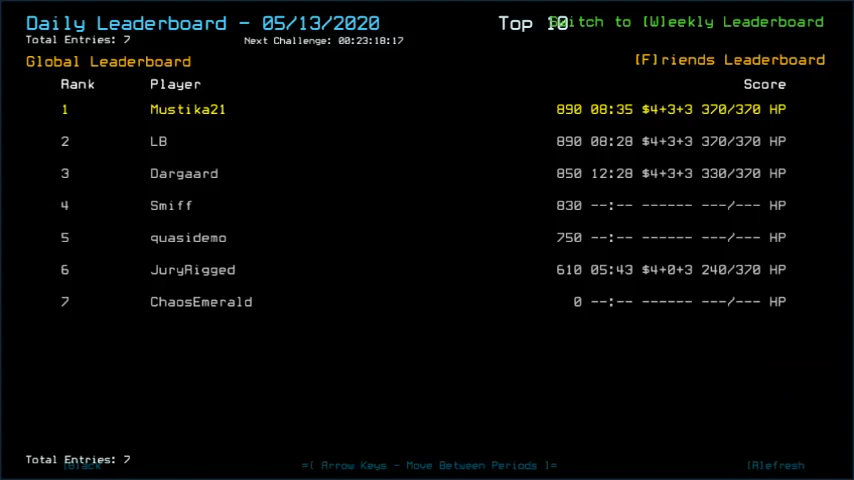 Daily Leaderboard - 05/13/2020 Top 10 Switch to [W]eekly Leaderboard
Total Entries: 7 Next Challenge: 00:23:18:17
Global Leaderboard [F]riends Leaderboard
Rank Player Score
1 Mustika21 890 08:35 $4+3+3 370/370 HP
2 LB 890 08:28 $4+3+3 370/370 HP
3 Dargaard 850 12:28 $4+3+3 330/370 HP
4 Smiff 830 --:-- ------ ---/--- HP
5 quasidemo 750 --:-- ------ ---/--- HP
6 JuryRigged 610 05:43 $4+0+3 240/370 HP
7 ChaosEmerald 0 --:-- ------ ---/--- HP
Total Entries: 7
[B]ack =[ Arrow Keys - Move Between Periods ]= [R]efresh